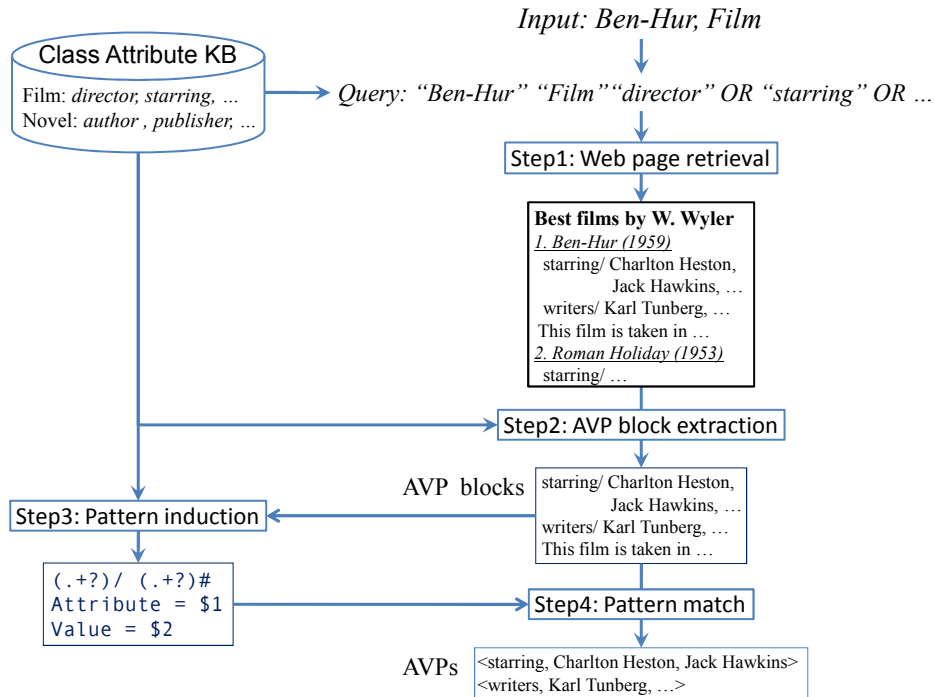 Input: Ben-Hur, Film
Class Attribute KB
Film: director, starring, …
Novel: author , publisher, …
Query: “Ben-Hur” “Film”“director” OR “starring” OR …
Step1: Web page retrieval
Best films by W. Wyler
1. Ben-Hur (1959)
starring/ Charlton Heston,
Jack Hawkins, …
writers/ Karl Tunberg, …
This film is taken in …
2. Roman Holiday (1953)
starring/ …
Step2: AVP block extraction
AVP blocks
starring/ Charlton Heston,
Jack Hawkins, …
writers/ Karl Tunberg, …
This film is taken in …
Step3: Pattern induction
(.+?)/ (.+?)#
Attribute = $1
Value = $2
Step4: Pattern match
AVPs
<starring, Charlton Heston, Jack Hawkins>
<writers, Karl Tunberg, …>